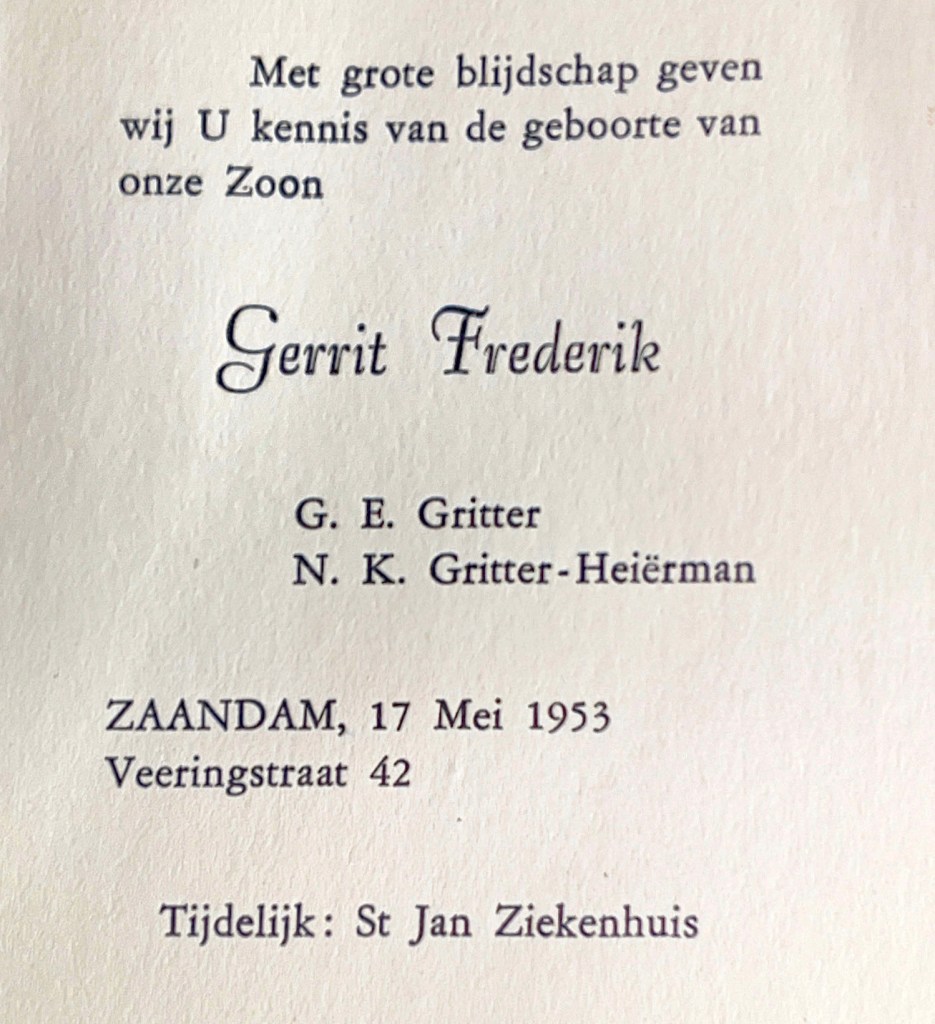 Met grote blijdschap geven
wij U kennis van de geboorte van
onze Zoon
Gerrit Frederik
G. E. Gritter
N. K. Gritter-Heiërman
ZAANDAM, 17 Mei 1953
Veeringstraat 42
Tijdelijk: St Jan Ziekenhuis